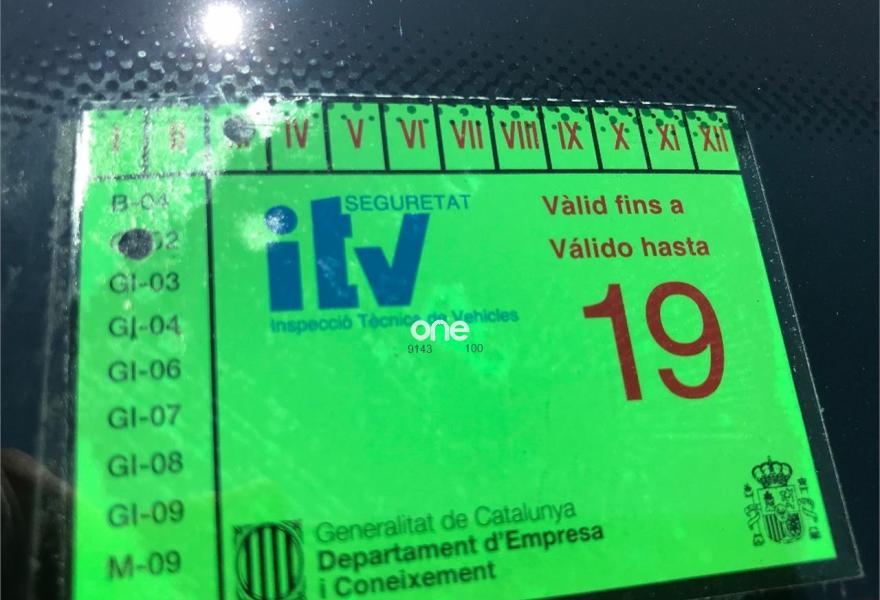 I II IV V VI VII VIII IX X XI XII
B-04
GI-03
GI-04
GI-06
GI-07
GI-08
GI-09
M-09
SEGURETAT
itv
Inspecció Tècnica de Vehicles
one
9143 100
Vàlid fins a
Válido hasta
19
Generalitat de Catalunya
Departament d'Empresa
i Coneixement